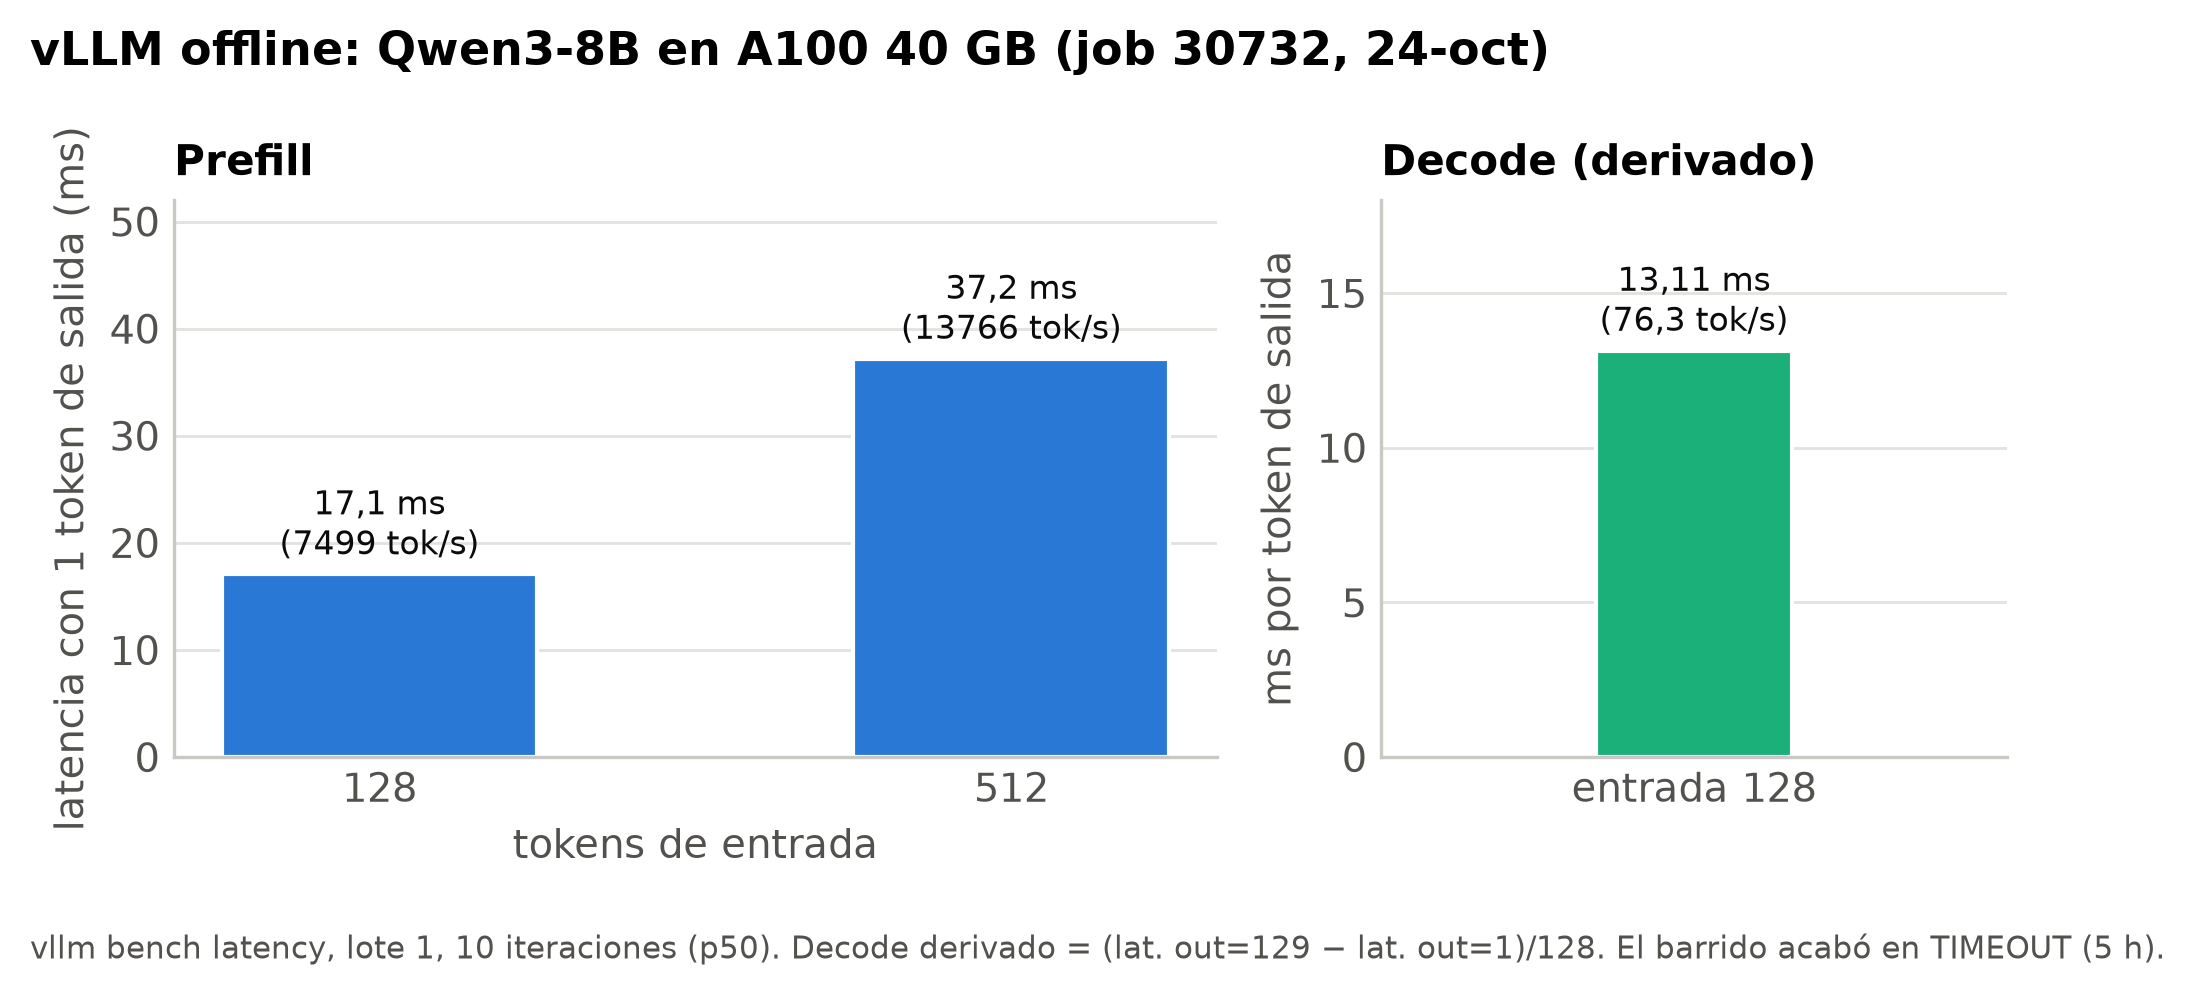 vLLM offline: Qwen3-8B en A100 40 GB (job 30732, 24-oct)
Prefill
latencia con 1 token de salida (ms)
50
40
30
20
10
0
17,1 ms
(7499 tok/s)
37,2 ms
(13766 tok/s)
128
512
tokens de entrada
Decode (derivado)
ms por token de salida
15
10
5
0
13,11 ms
(76,3 tok/s)
entrada 128
vllm bench latency, lote 1, 10 iteraciones (p50). Decode derivado = (lat. out=129 − lat. out=1)/128. El barrido acabó en TIMEOUT (5 h).